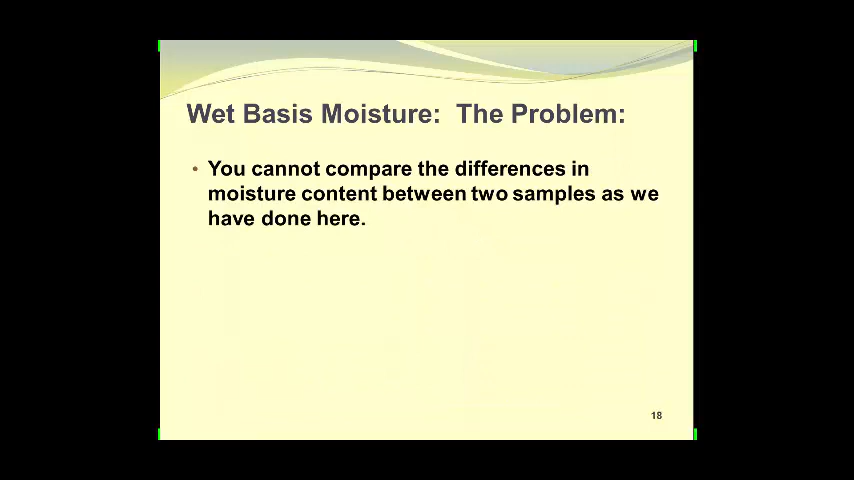 Wet Basis Moisture: The Problem:
• You cannot compare the differences in
moisture content between two samples as we
have done here.
18